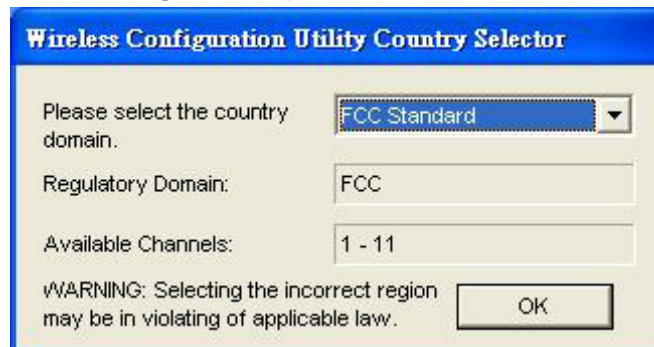 Wireless Configuration Utility Country Selector
Please select the country FCC Standard
domain.
Regulatory Domain: FCC
Available Channels: 1 - 11
WARNING: Selecting the incorrect region
may be in violating of applicable law.
OK